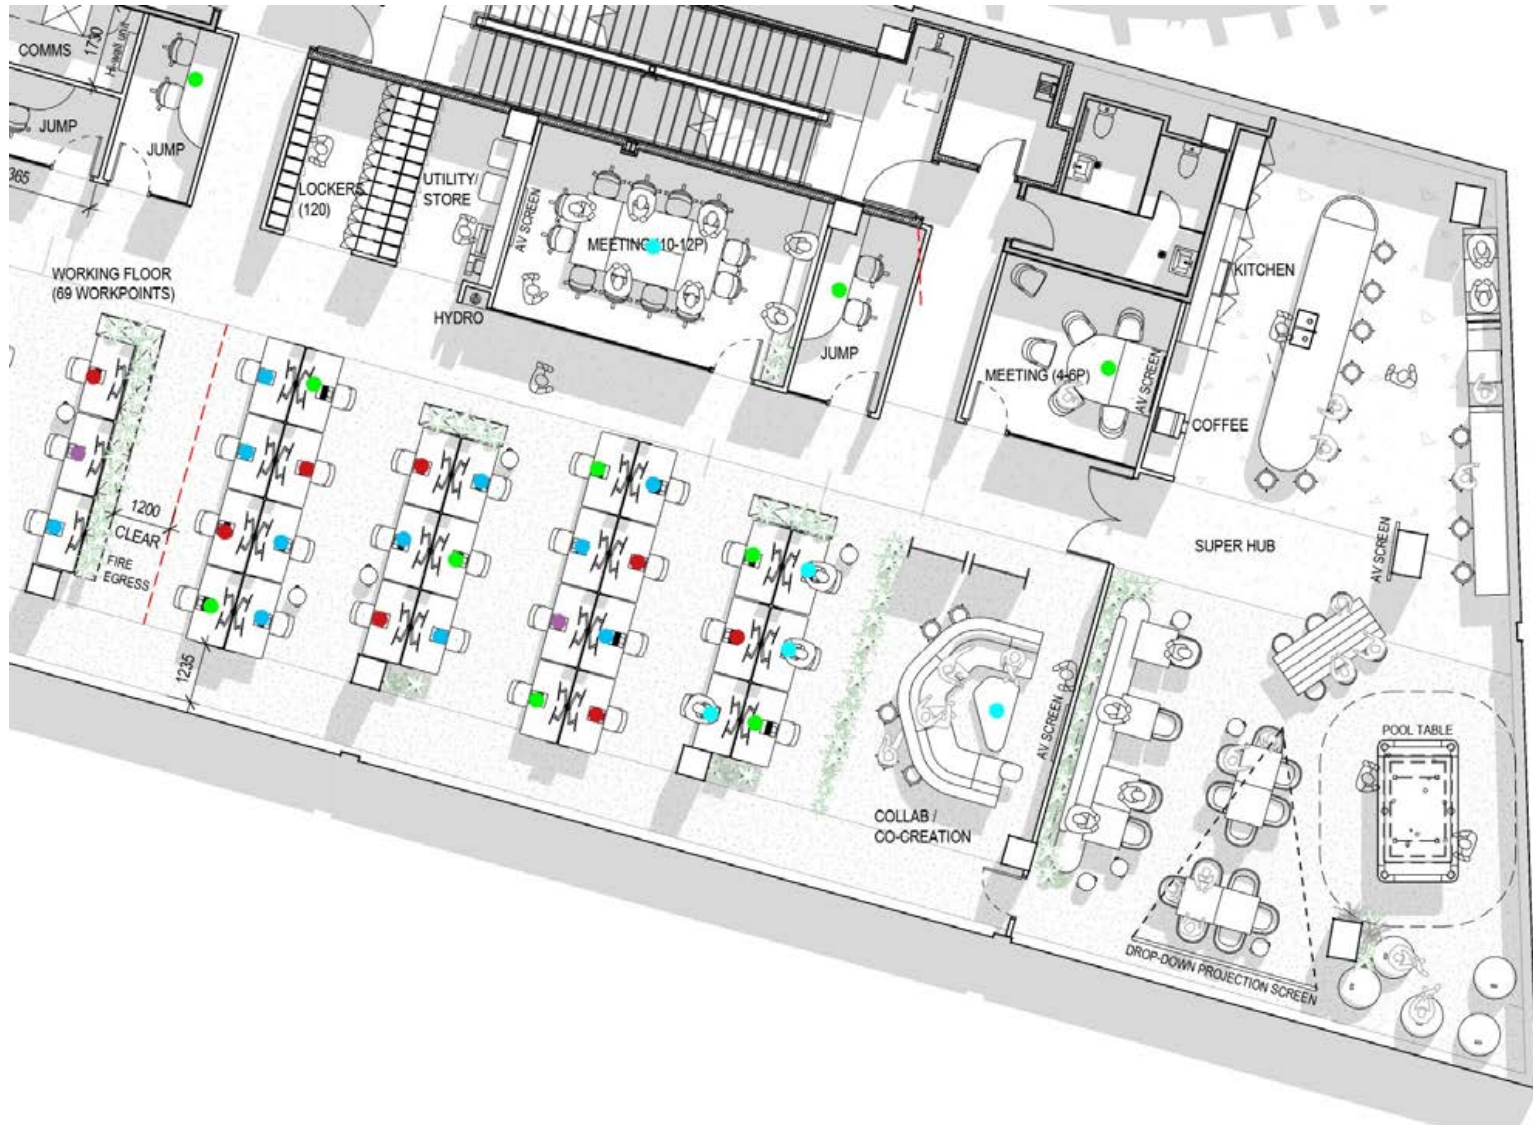 COMMS
1730
Hi-wall unit
JUMP
JUMP
365
LOCKERS
(120)
UTILITY/
STORE
AV SCREEN
MEETING (10-12P)
HYDRO
JUMP
MEETING (4-6P)
AV SCREEN
KITCHEN
COFFEE
WORKING FLOOR
(69 WORKPOINTS)
1200
CLEAR
FIRE
EGRESS
1235
SUPER HUB
AV SCREEN
AV SCREEN
COLLAB /
CO-CREATION
POOL TABLE
DROP-DOWN PROJECTION SCREEN